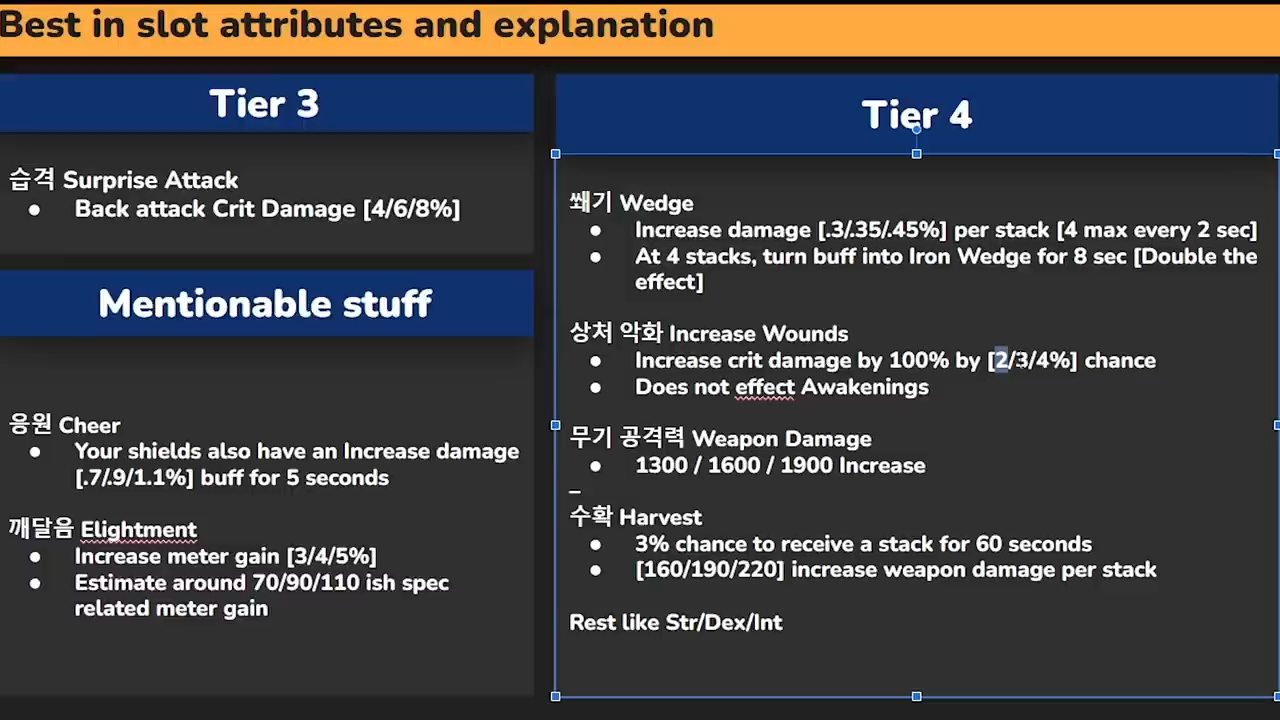 Best in slot attributes and explanation
Tier 3
습격 Surprise Attack
● Back attack Crit Damage [4/6/8%]
Mentionable stuff
응원 Cheer
● Your shields also have an Increase damage
[.7/.9/1.1%] buff for 5 seconds
깨달음 Elightment
● Increase meter gain [3/4/5%]
● Estimate around 70/90/110 ish spec
related meter gain
Tier 4
쐐기 Wedge
● Increase damage [.3/.35/.45%] per stack [4 max every 2 sec]
● At 4 stacks, turn buff into Iron Wedge for 8 sec [Double the
effect]
상처 악화 Increase Wounds
● Increase crit damage by 100% by [2/3/4%] chance
● Does not effect Awakenings
무기 공격력 Weapon Damage
● 1300 / 1600 / 1900 Increase
–
수확 Harvest
● 3% chance to receive a stack for 60 seconds
● [160/190/220] increase weapon damage per stack
Rest like Str/Dex/Int